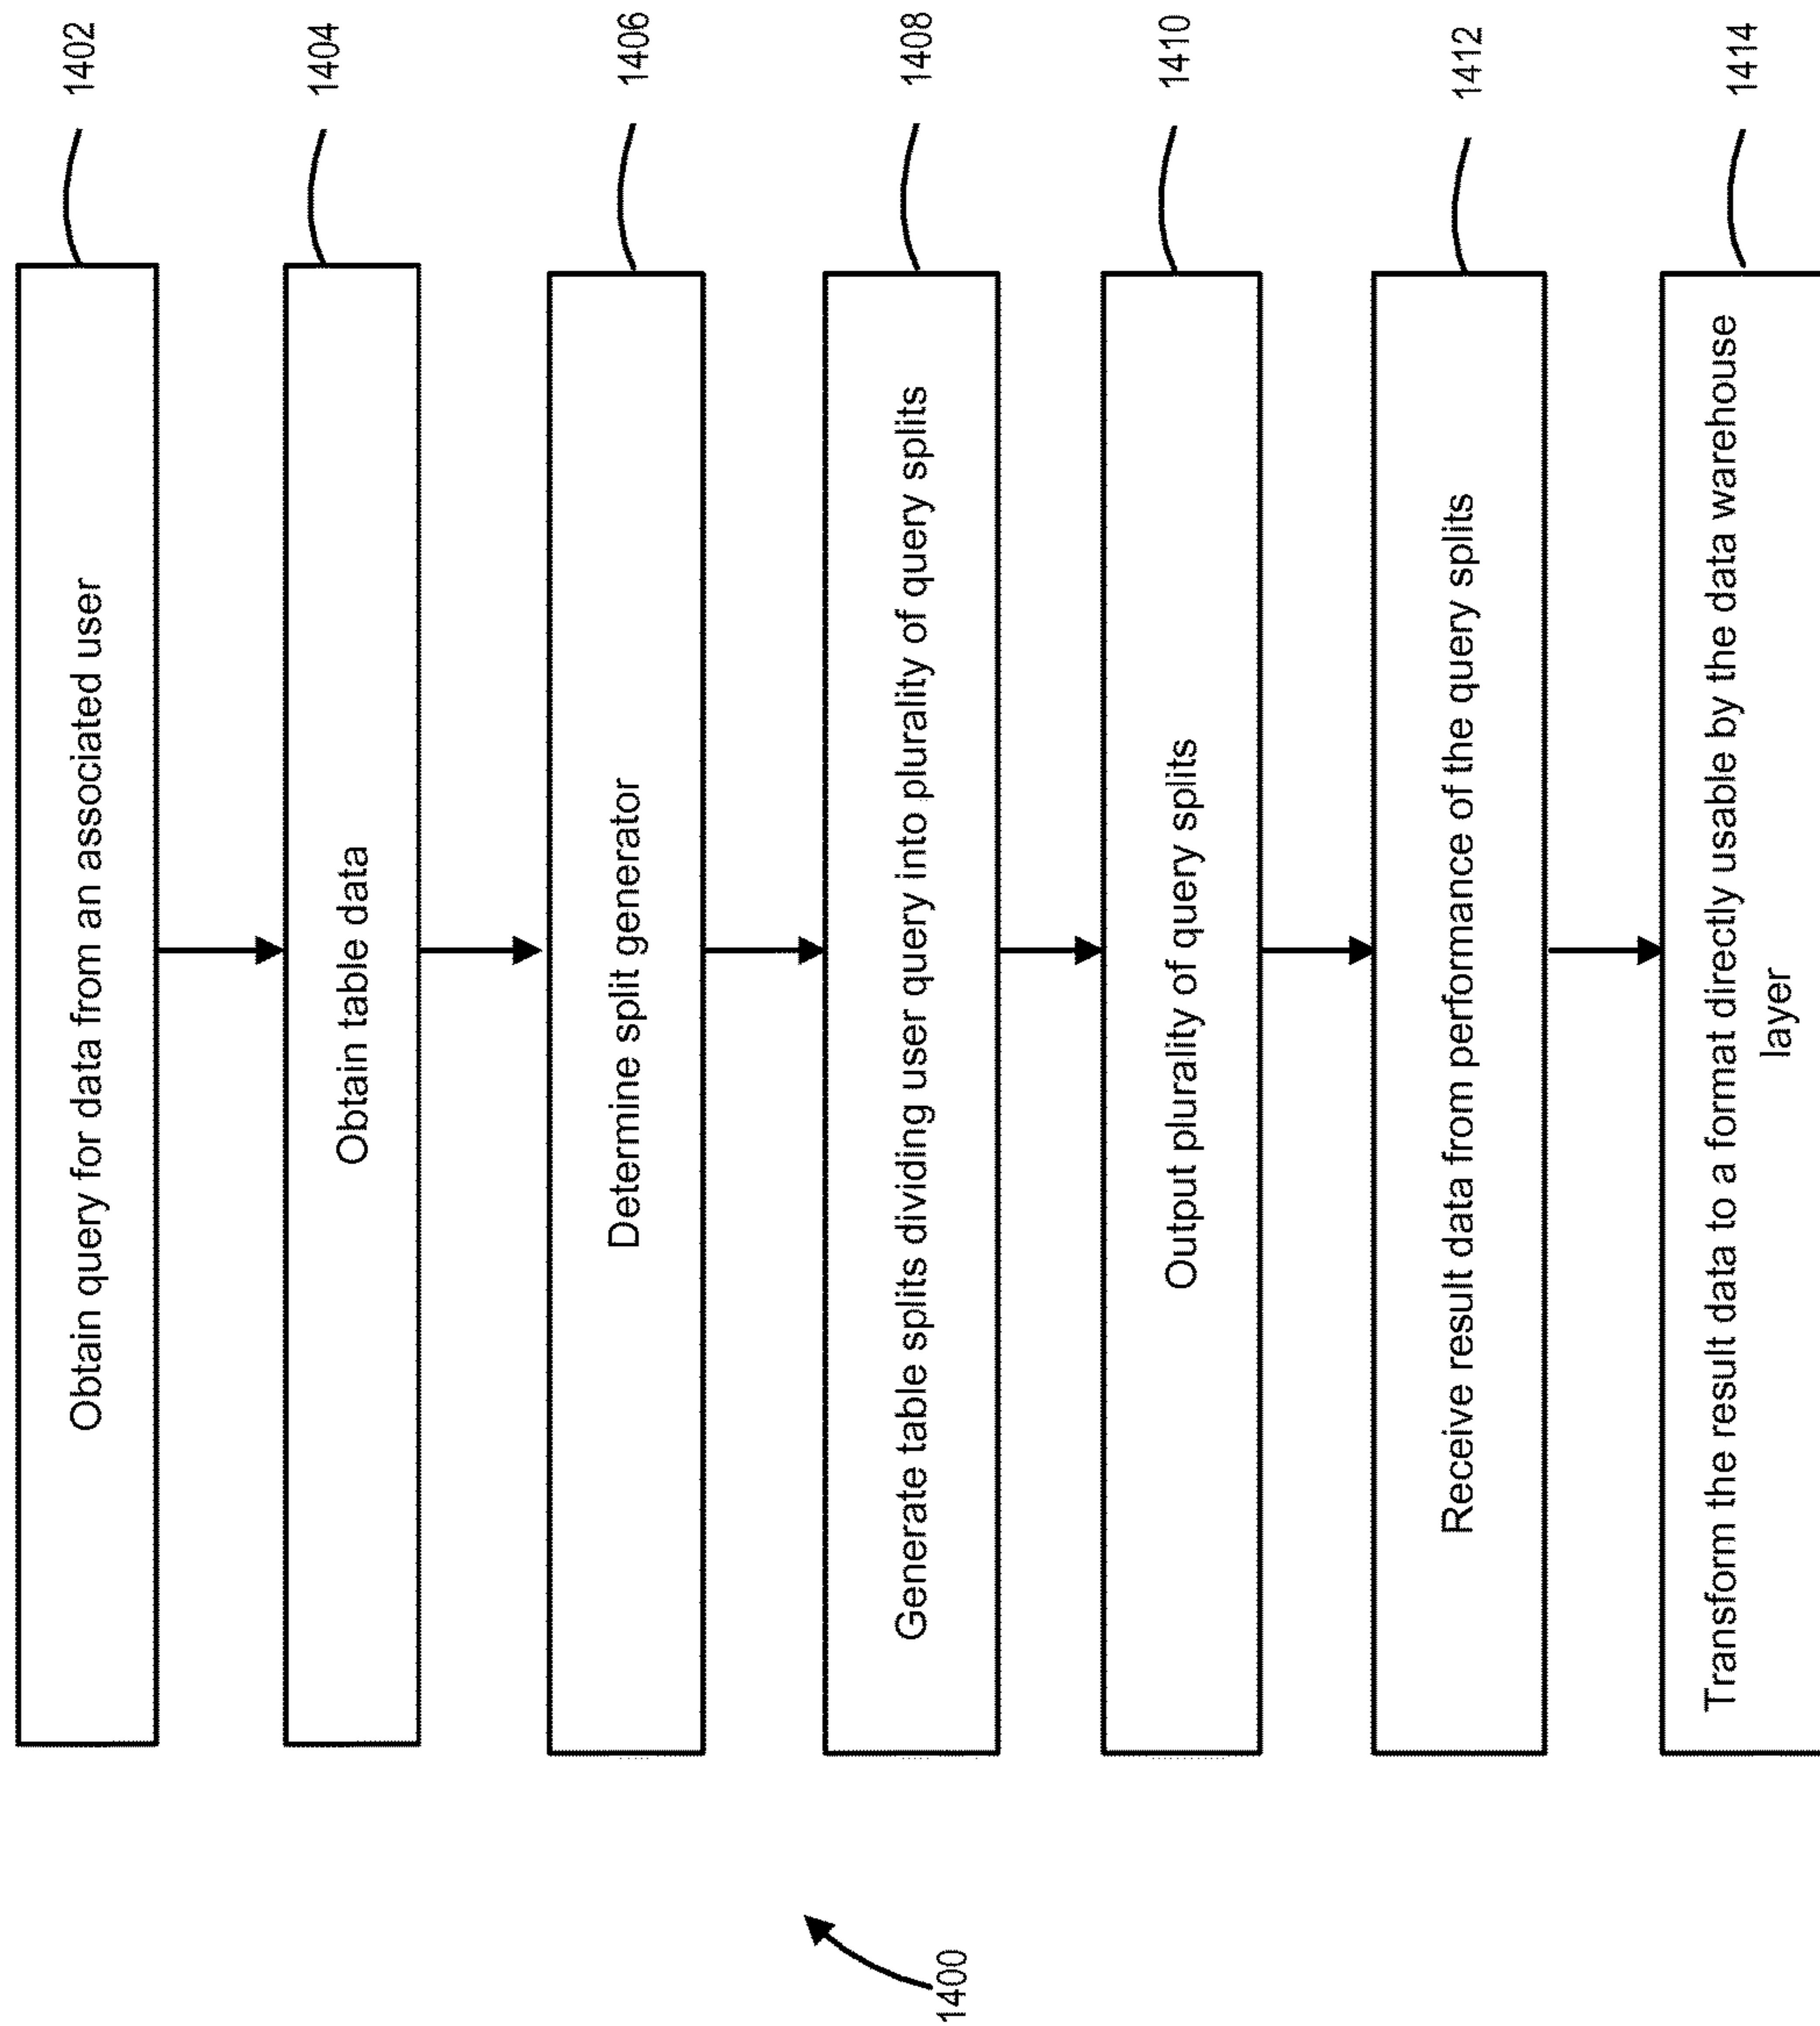 Obtain query for data from an associated user
1402
Obtain table data
1404
Determine split generator
1406
Generate table splits dividing user query into plurality of query splits
1408
Output plurality of query splits
1410
Receive result data from performance of the query splits
1412
Transform the result data to a format directly usable by the data warehouse
layer
1414
1400